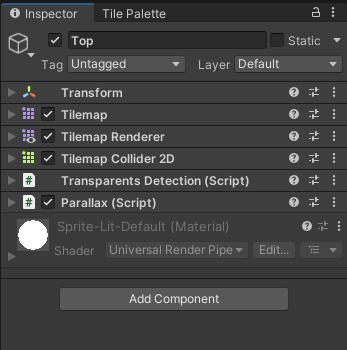 Inspector Tile Palette
Top Static
Tag Untagged Layer Default
Transform
Tilemap
Tilemap Renderer
Tilemap Collider 2D
Transparents Detection (Script)
Parallax (Script)
Sprite-Lit-Default (Material)
Shader Universal Render Pipe Edit...
Add Component